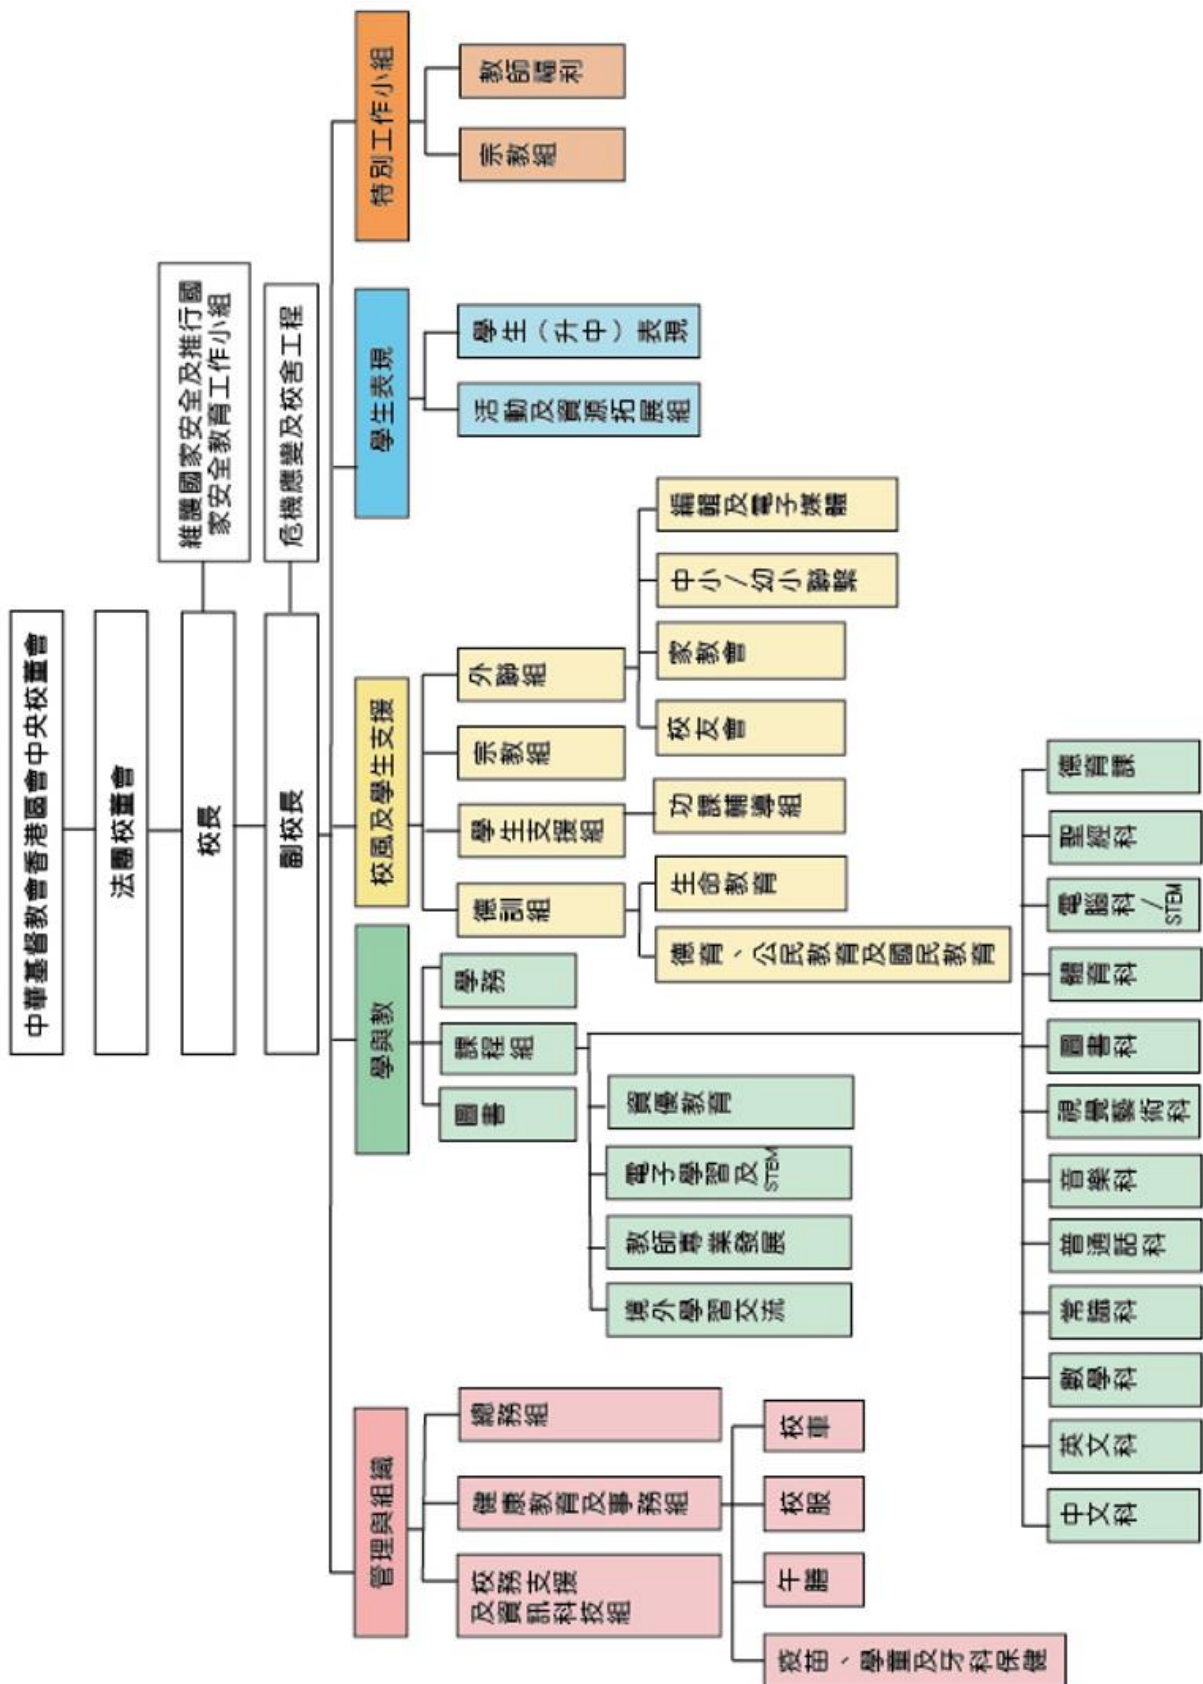 中華基督教會香港區會中央校董會
法團校董會
校長
維護國家安全及推行國
家安全教育工作小組
副校長
危機應變及校舍工程
管理與組織
學與教
校風及學生支援
學生表現
特別工作小組
校務支援
及資訊科技組
健康教育及事務組
總務組
圖書
課程組
學務
德訓組
學生支援組
宗教組
外聯組
活動及資源拓展組
學生（升中）表現
宗教組
教師福利
疫苗、學童及牙科保健
午膳
校服
校車
境外學習交流
教師專業發展
電子學習及
STEM
資優教育
德育、公民教育及國民教育
生命教育
功課輔導組
校友會
家教會
中小/幼小聯繫
編輯及電子媒體
中文科
英文科
數學科
常識科
普通話科
音樂科
視覺藝術科
圖書科
體育科
電腦科/
STEM
聖經科
德育課